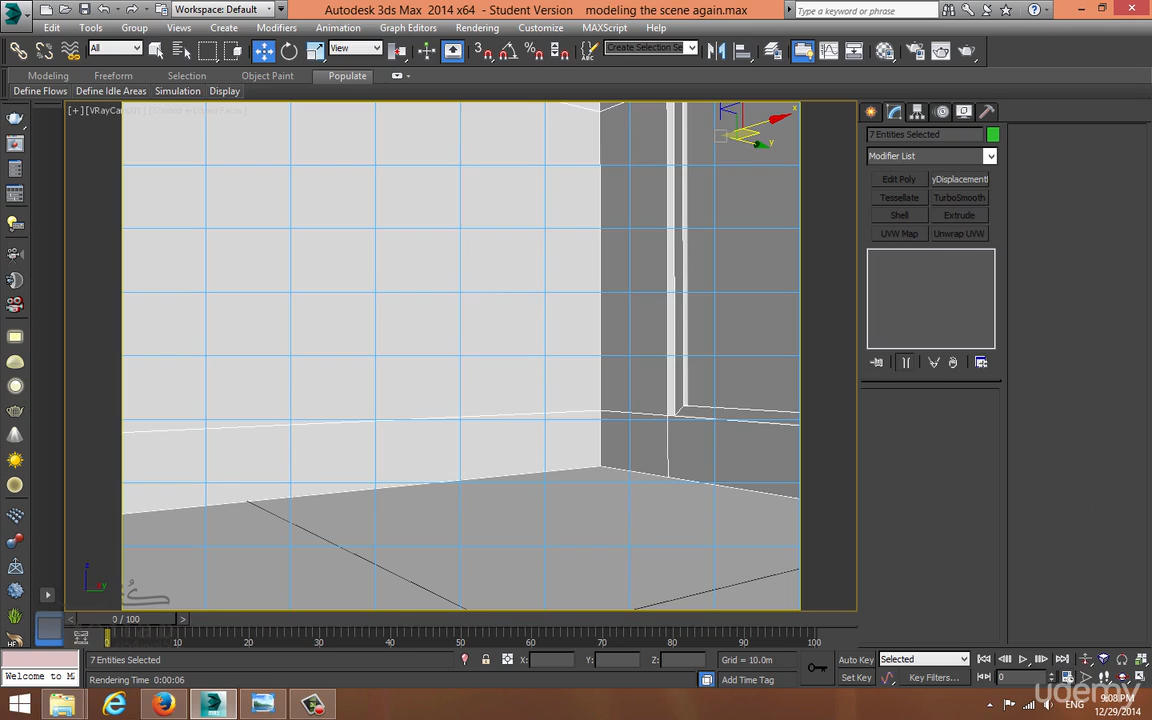 Workspace: Default
Autodesk 3ds Max 2014 x64 - Student Version modeling the scene again.max
Type a keyword or phrase
Edit Tools Group Views Create Modifiers Animation Graph Editors Rendering Customize MAXScript Help
All
View
Create Selection Se
Modeling Freeform Selection Object Paint Populate
Define Flows Define Idle Areas Simulation Display
[+] [VRayCam
x
y
7 Entities Selected
Modifier List
Edit Poly yDisplacementl
Tessellate TurboSmooth
Shell Extrude
UVW Map Unwrap UVW
z
y
0 / 100
0 10 20 30 40 50 60 70 80 90 100
7 Entities Selected X: Y: Z: Grid = 10.0m Auto Key Selected
Welcome to M Rendering Time 0:00:06 Add Time Tag Set Key Key Filters... 0
udemy
ENG 9:08 PM
12/29/2014